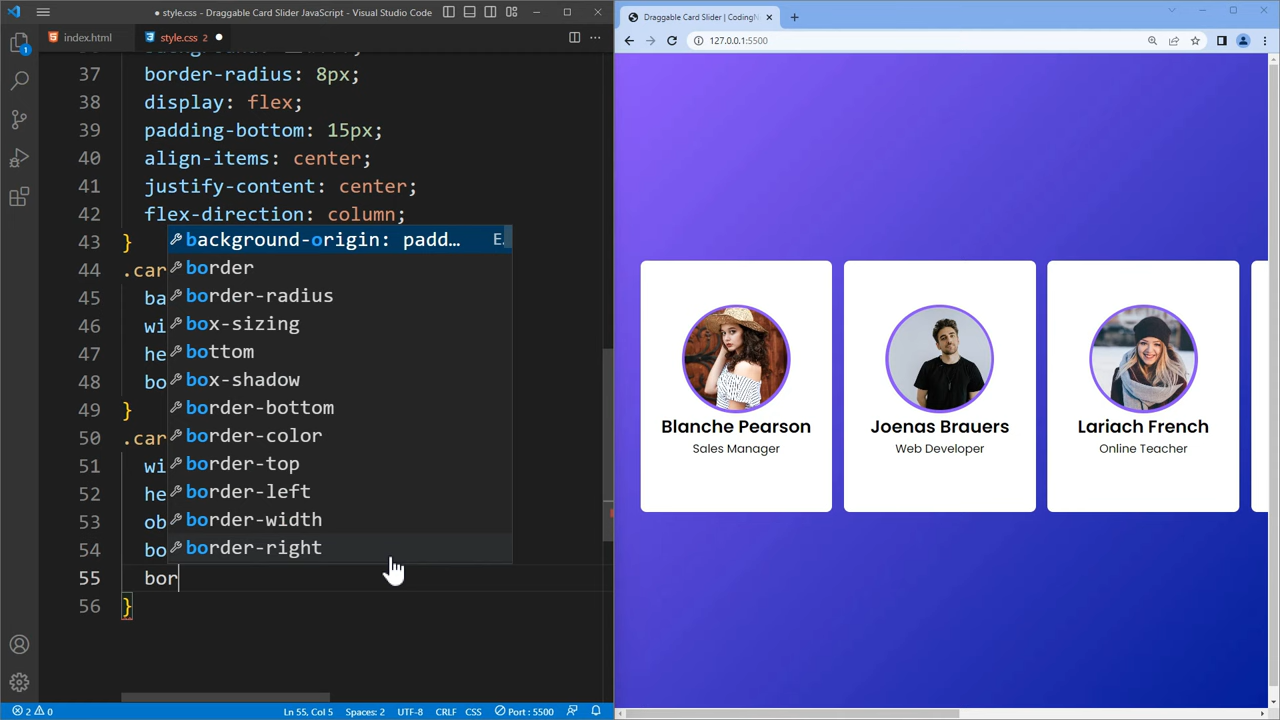 style.css - Draggable Card Slider JavaScript - Visual Studio Code
index.html
style.css 2
37 border-radius: 8px;
38 display: flex;
39 padding-bottom: 15px;
40 align-items: center;
41 justify-content: center;
42 flex-direction: column;
43 }
44 .car
45 ba
46 wi
47 he
48 bo
49 }
50 .car
51 wi
52 he
53 ob
54 bo
55 bor
56 }
background-origin: padd… E
border
border-radius
box-sizing
bottom
box-shadow
border-bottom
border-color
border-top
border-left
border-width
border-right
1
2 0
Ln 55, Col 5
Spaces: 2
UTF-8
CRLF
CSS
Port : 5500
Draggable Card Slider | CodingN
127.0.0.1:5500
Blanche Pearson
Sales Manager
Joenas Brauers
Web Developer
Lariach French
Online Teacher